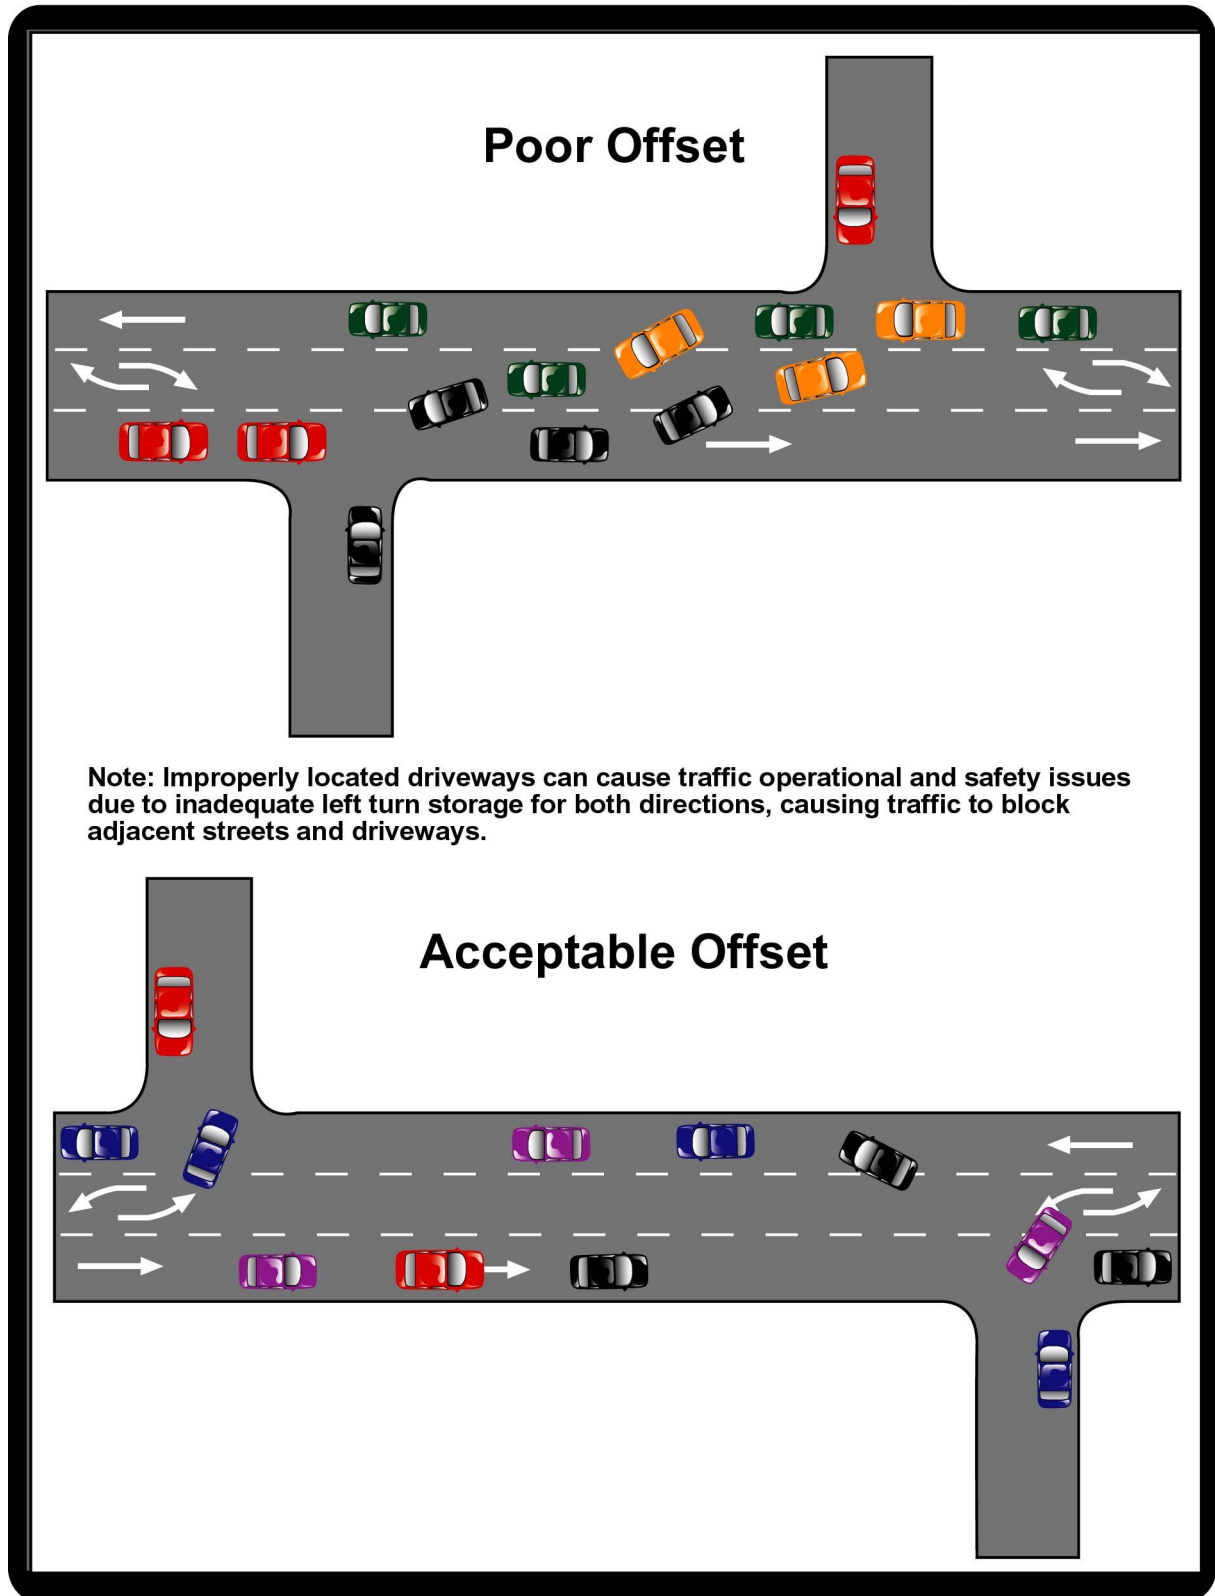 Poor Offset
Note: Improperly located driveways can cause traffic operational and safety issues
due to inadequate left turn storage for both directions, causing traffic to block
adjacent streets and driveways.
Acceptable Offset